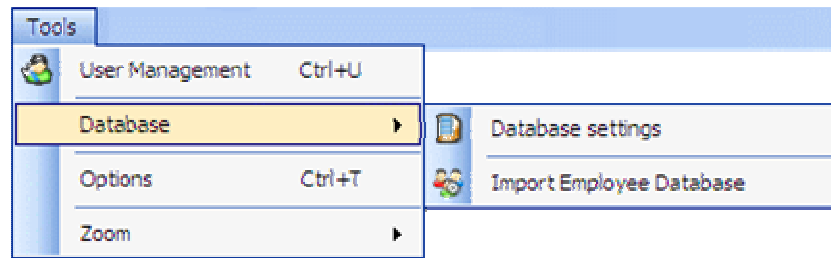 Tools
User Management Ctrl+U
Database
Database settings
Options Ctrl+T
Import Employee Database
Zoom